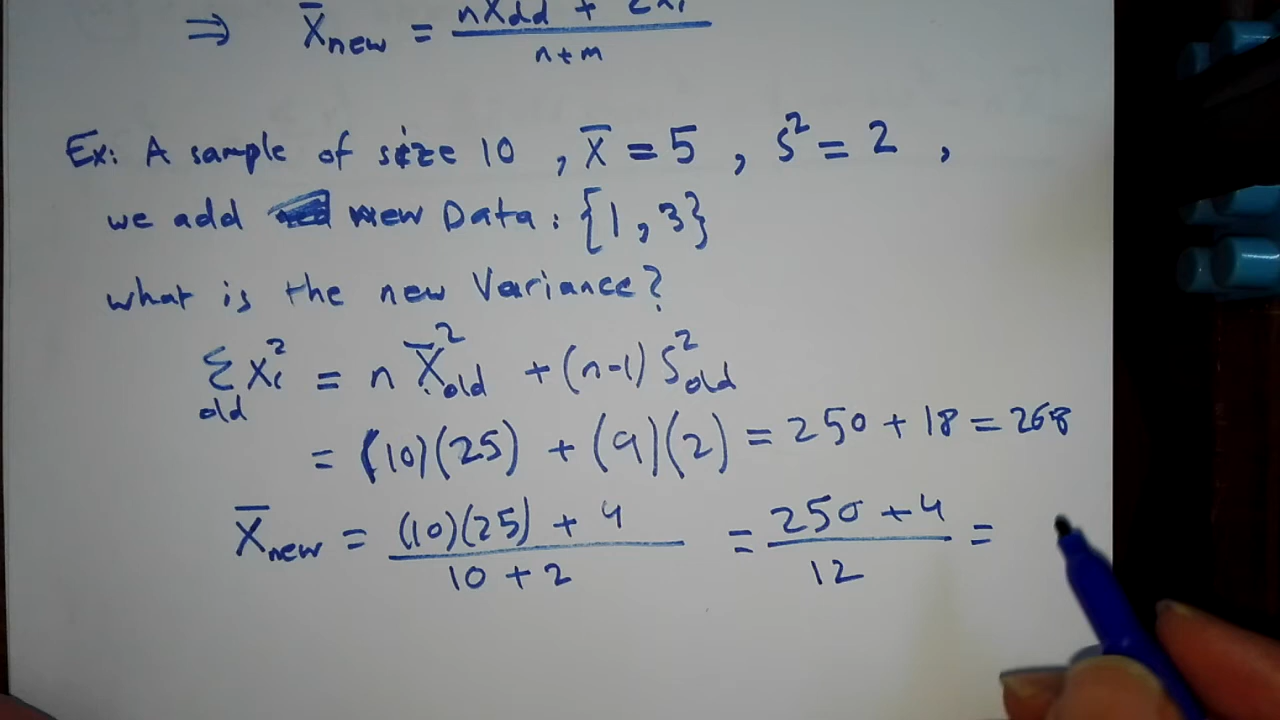 ⇒ X̄new = nX̄old + Σxi / n+m
Ex: A sample of size 10 , X̄ = 5 , S² = 2 ,
we add new Data: {1, 3}
what is the new Variance?
Σold xi² = n X̄²old + (n-1) S²old
= (10)(25) + (9)(2) = 250 + 18 = 268
X̄new = (10)(25) + 4 / 10 + 2 = 250 + 4 / 12 =